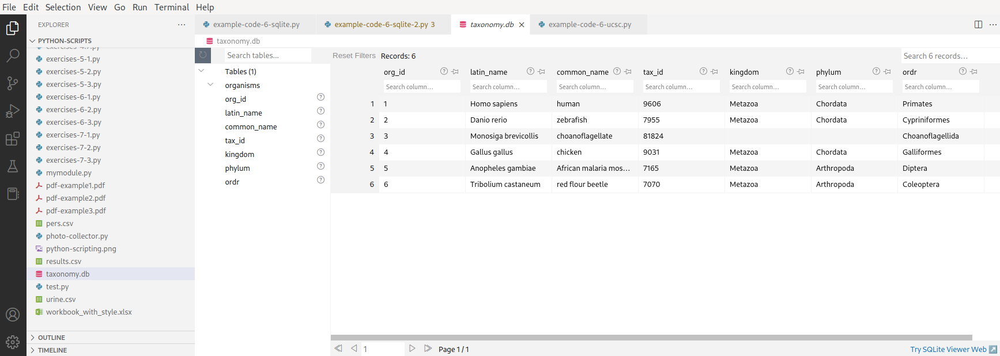 File Edit Selection View Go Run Terminal Help
EXPLORER
PYTHON-SCRIPTS
exercises-4.7.py
exercises-5-1.py
exercises-5-2.py
exercises-5-3.py
exercises-6-1.py
exercises-6-2.py
exercises-6-3.py
exercises-7-1.py
exercises-7-2.py
exercises-7-3.py
mymodule.py
pdf-example1.pdf
pdf-example2.pdf
pdf-example3.pdf
pers.csv
photo-collector.py
python-scripting.png
results.csv
taxonomy.db
test.py
urine.csv
workbook_with_style.xlsx
OUTLINE
TIMELINE
example-code-6-sqlite.py example-code-6-sqlite-2.py 3 taxonomy.db example-code-6-ucsc.py
taxonomy.db
Search tables...
Tables (1)
organisms
org_id
latin_name
common_name
tax_id
kingdom
phylum
ordr
Reset Filters Records: 6 Search 6 records...
org_id latin_name common_name tax_id kingdom phylum ordr
Search column... Search column... Search column... Search column... Search column... Search column... Search column...
1 1 Homo sapiens human 9606 Metazoa Chordata Primates
2 2 Danio rerio zebrafish 7955 Metazoa Chordata Cypriniformes
3 3 Monosiga brevicollis choanoflagellate 81824 Choanoflagellida
4 4 Gallus gallus chicken 9031 Metazoa Chordata Galliformes
5 5 Anopheles gambiae African malaria mos... 7165 Metazoa Arthropoda Diptera
6 6 Tribolium castaneum red flour beetle 7070 Metazoa Arthropoda Coleoptera
1 Page 1 / 1 Try SQLite Viewer Web